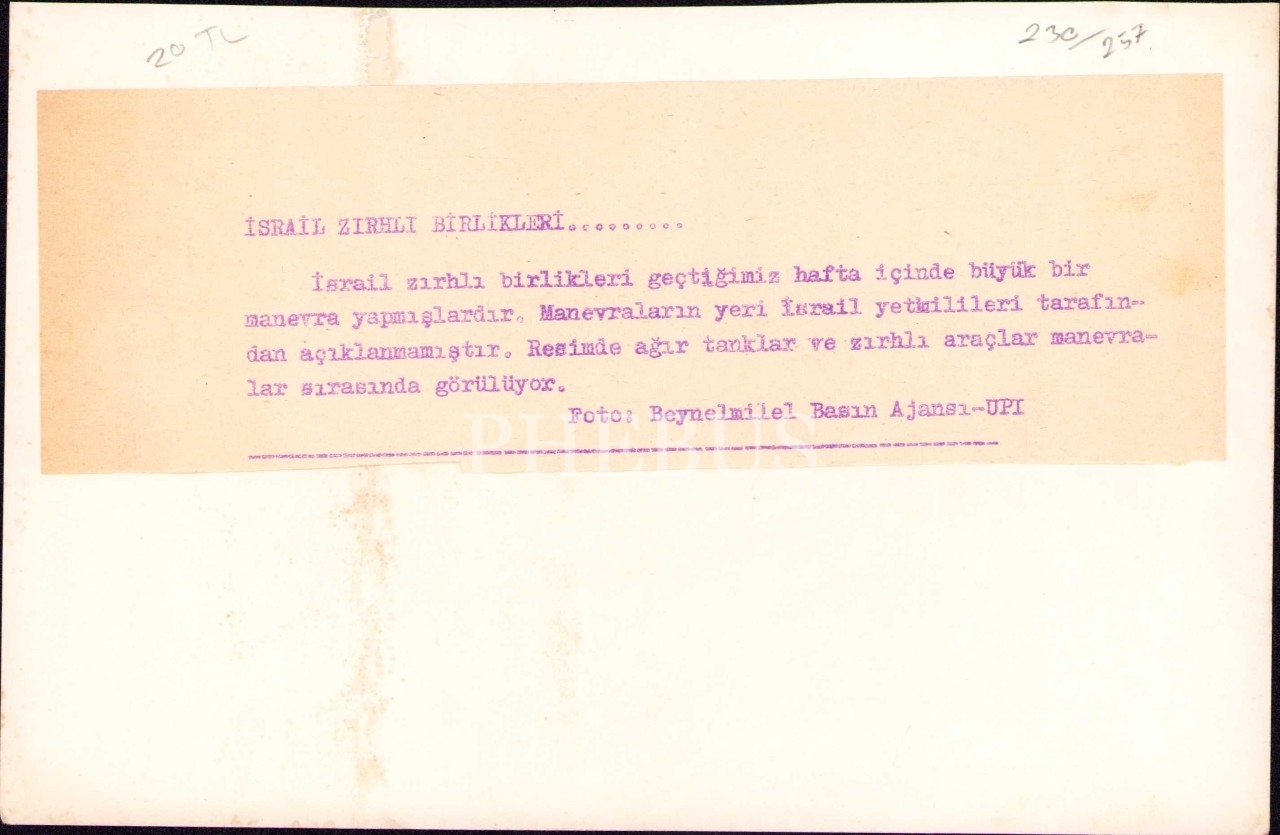 20 TL
230/257
İSRAİL ZIRHLI BİRLİKLERİ..........
İsrail zırhlı birlikleri geçtiğimiz hafta içinde büyük bir
manevra yapmışlardır. Manevraların yeri İsrail yetkilileri tarafın-
dan açıklanmamıştır. Resimde ağır tanklar ve zırhlı araçlar manevra-
lar sırasında görülüyor.
Foto: Beynelmilel Basın Ajansı-UPI
PHEBUS